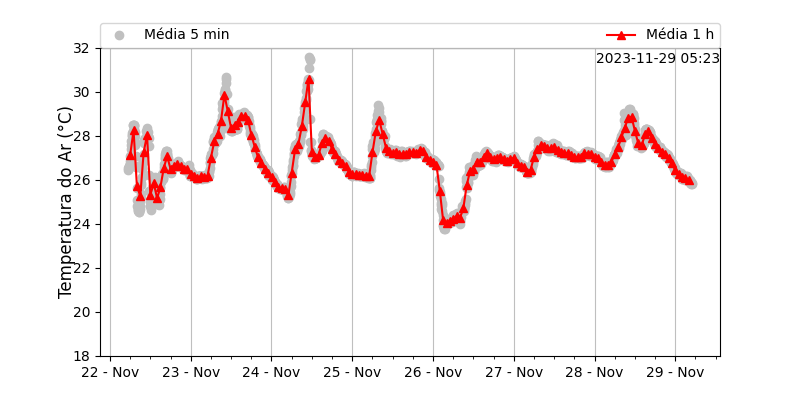 Média 5 min
Média 1 h
2023-11-29 05:23
Temperatura do Ar (°C)
32
30
28
26
24
22
20
18
22 - Nov
23 - Nov
24 - Nov
25 - Nov
26 - Nov
27 - Nov
28 - Nov
29 - Nov